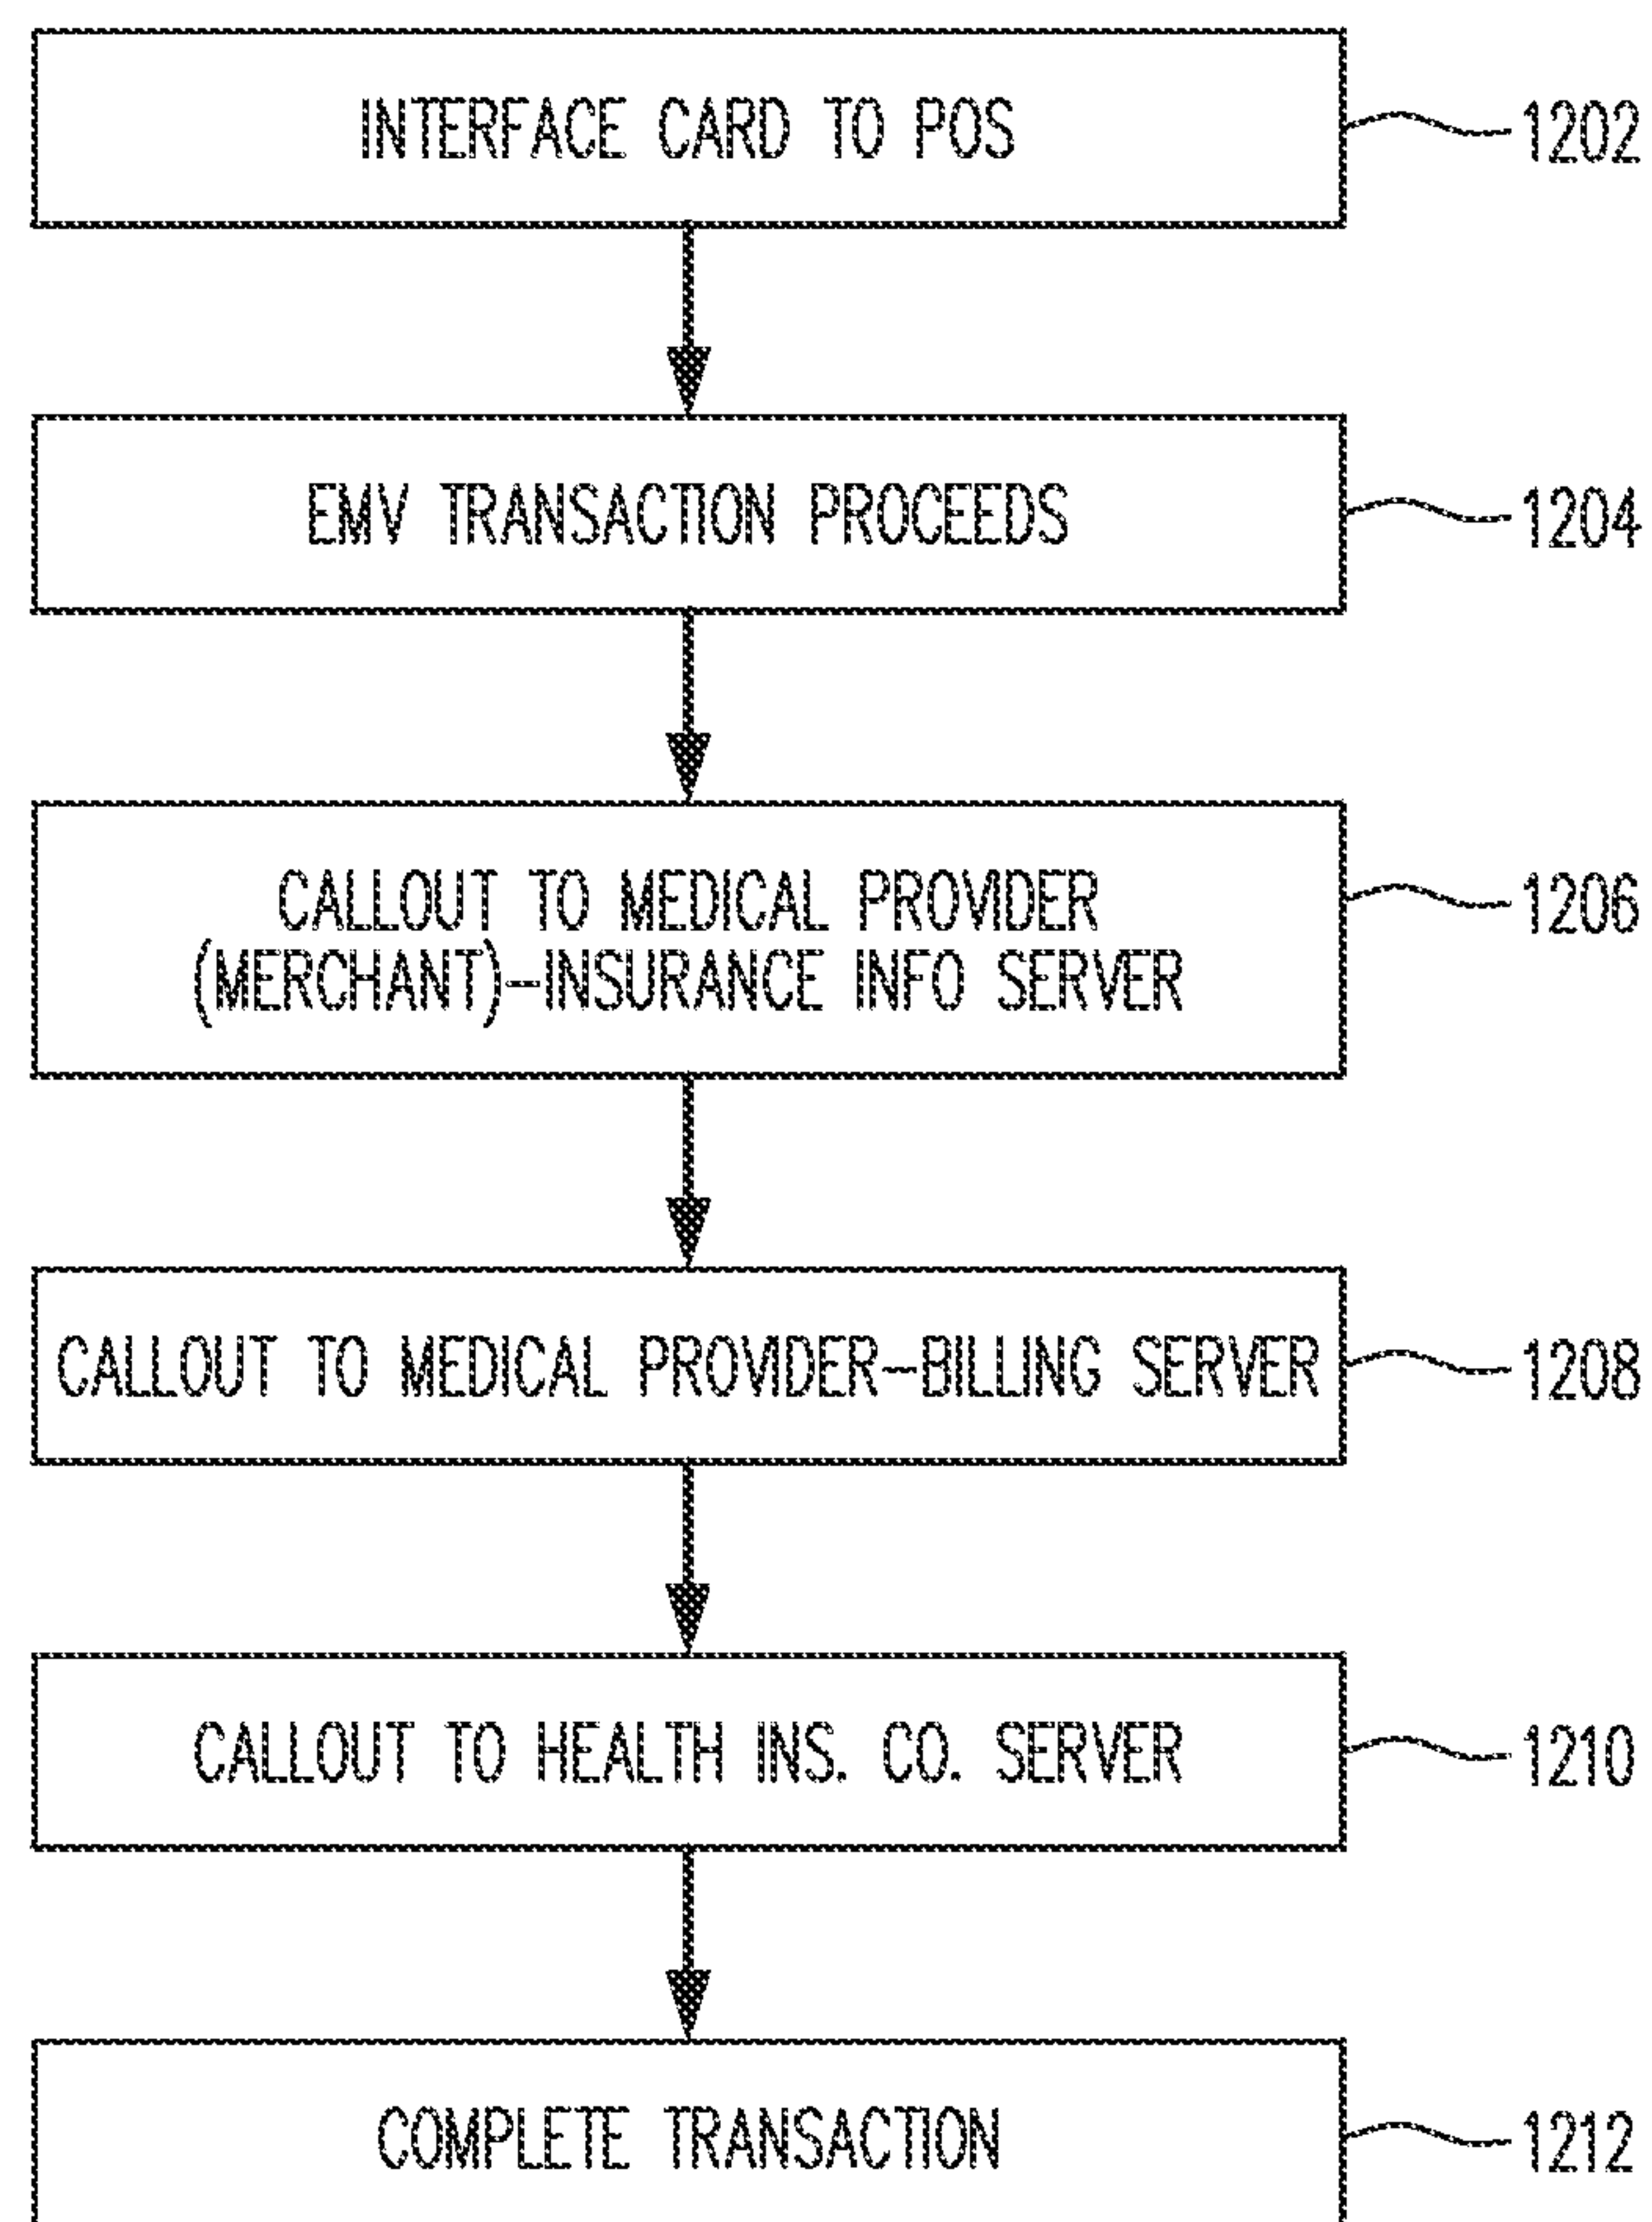 INTERFACE CARD TO POS
1202
EMV TRANSACTION PROCEEDS
1204
CALLOUT TO MEDICAL PROVIDER
(MERCHANT)-INSURANCE INFO SERVER
1206
CALLOUT TO MEDICAL PROVIDER-BILLING SERVER
1208
CALLOUT TO HEALTH INS. CO. SERVER
1210
COMPLETE TRANSACTION
1212